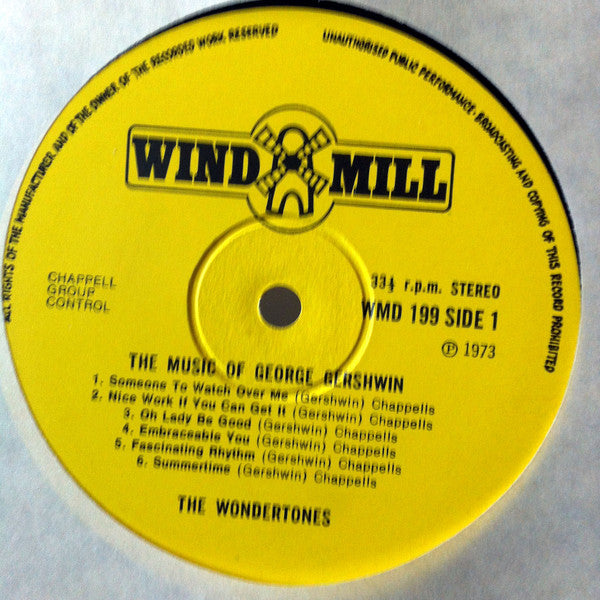 ALL RIGHTS OF THE MANUFACTURER AND OF THE OWNER OF THE RECORDED WORK RESERVED
UNAUTHORISED PUBLIC PERFORMANCE, BROADCASTING AND COPYING OF THIS RECORD PROHIBITED
WIND MILL
CHAPPELL
GROUP
CONTROL
33⅓ r.p.m. STEREO
WMD 199 SIDE 1
Ⓟ 1973
THE MUSIC OF GEORGE GERSHWIN
1. Someone To Watch Over Me (Gershwin) Chappells
2. Nice Work If You Can Get It (Gershwin) Chappells
3. Oh Lady Be Good (Gershwin) Chappells
4. Embraceable You (Gershwin) Chappells
5. Fascinating Rhythm (Gershwin) Chappells
6. Summertime (Gershwin) Chappells
THE WONDERTONES